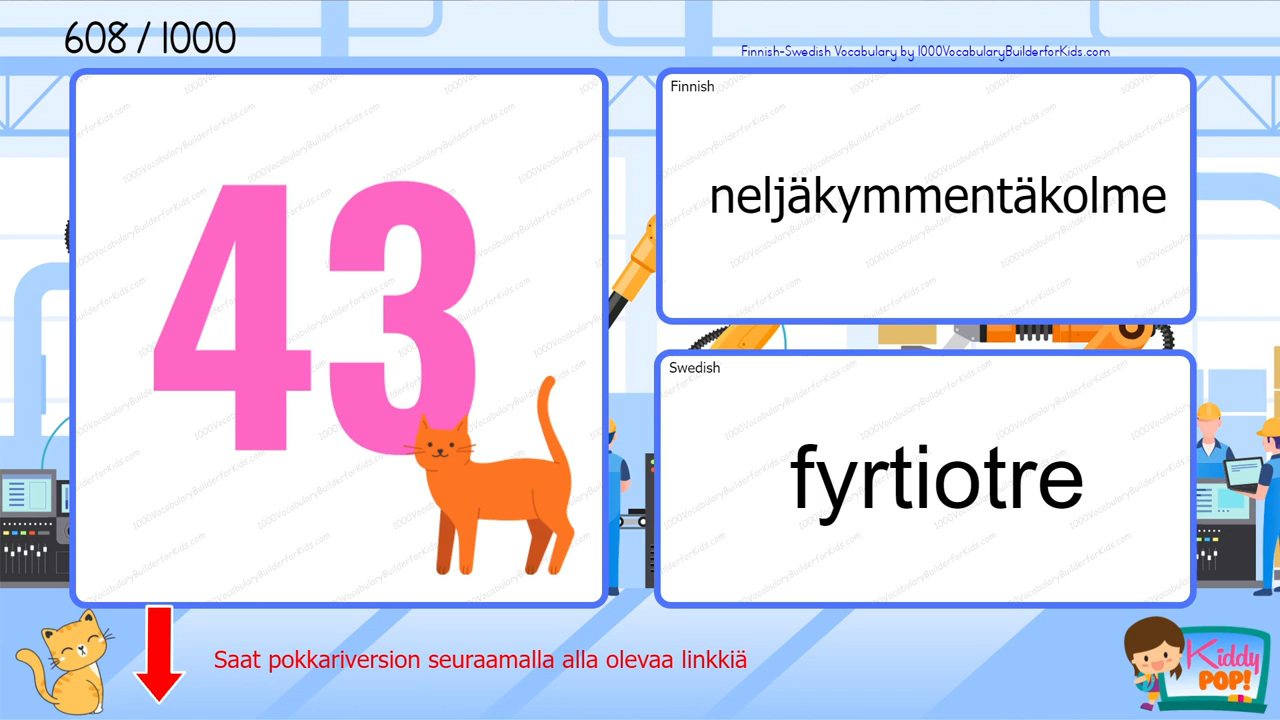 608 / 1000
Finnish-Swedish Vocabulary by 1000VocabularyBuilderforKids.com
43
Finnish
neljäkymmentäkolme
Swedish
fyrtiotre
Saat pokkariversion seuraamalla alla olevaa linkkiä
Kiddy
POP!